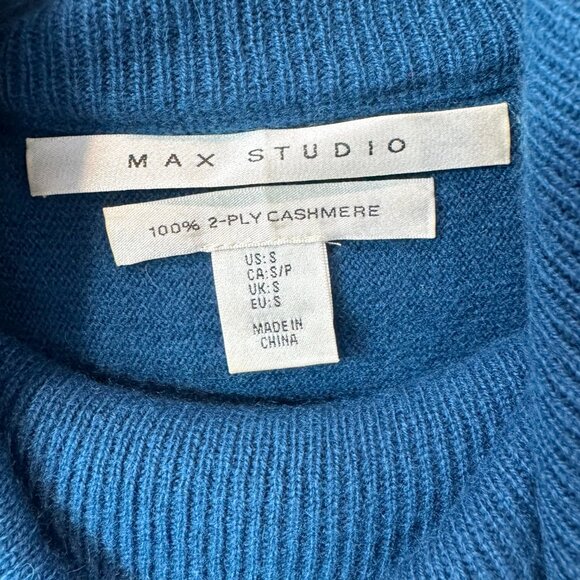 MAX STUDIO
100% 2-PLY CASHMERE
US: S
CA: S/P
UK: S
EU: S
MADE IN
CHINA